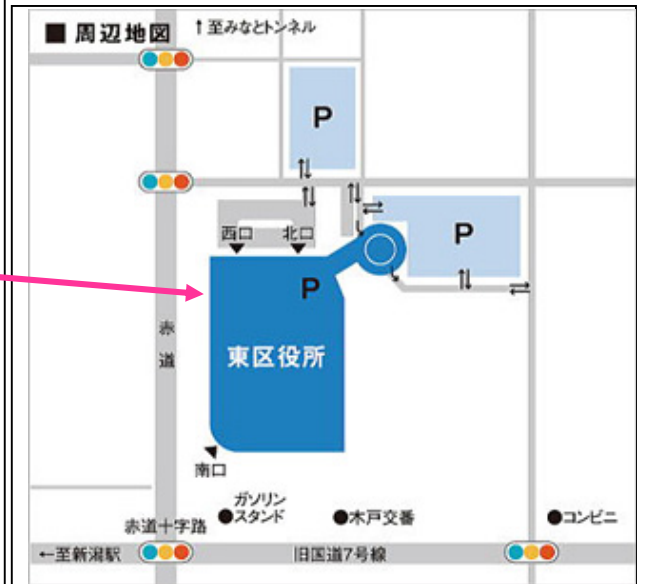 ■ 周辺地図
↑至みなとトンネル
P
西口
北口
P
P
赤道
東区役所
南口
ガソリン
●スタンド
●木戸交番
●コンビニ
赤道十字路
←至新潟駅
旧国道7号線